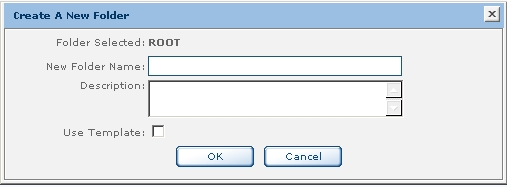 Create A New Folder
Folder Selected: ROOT
New Folder Name:
Description:
Use Template:
OK Cancel